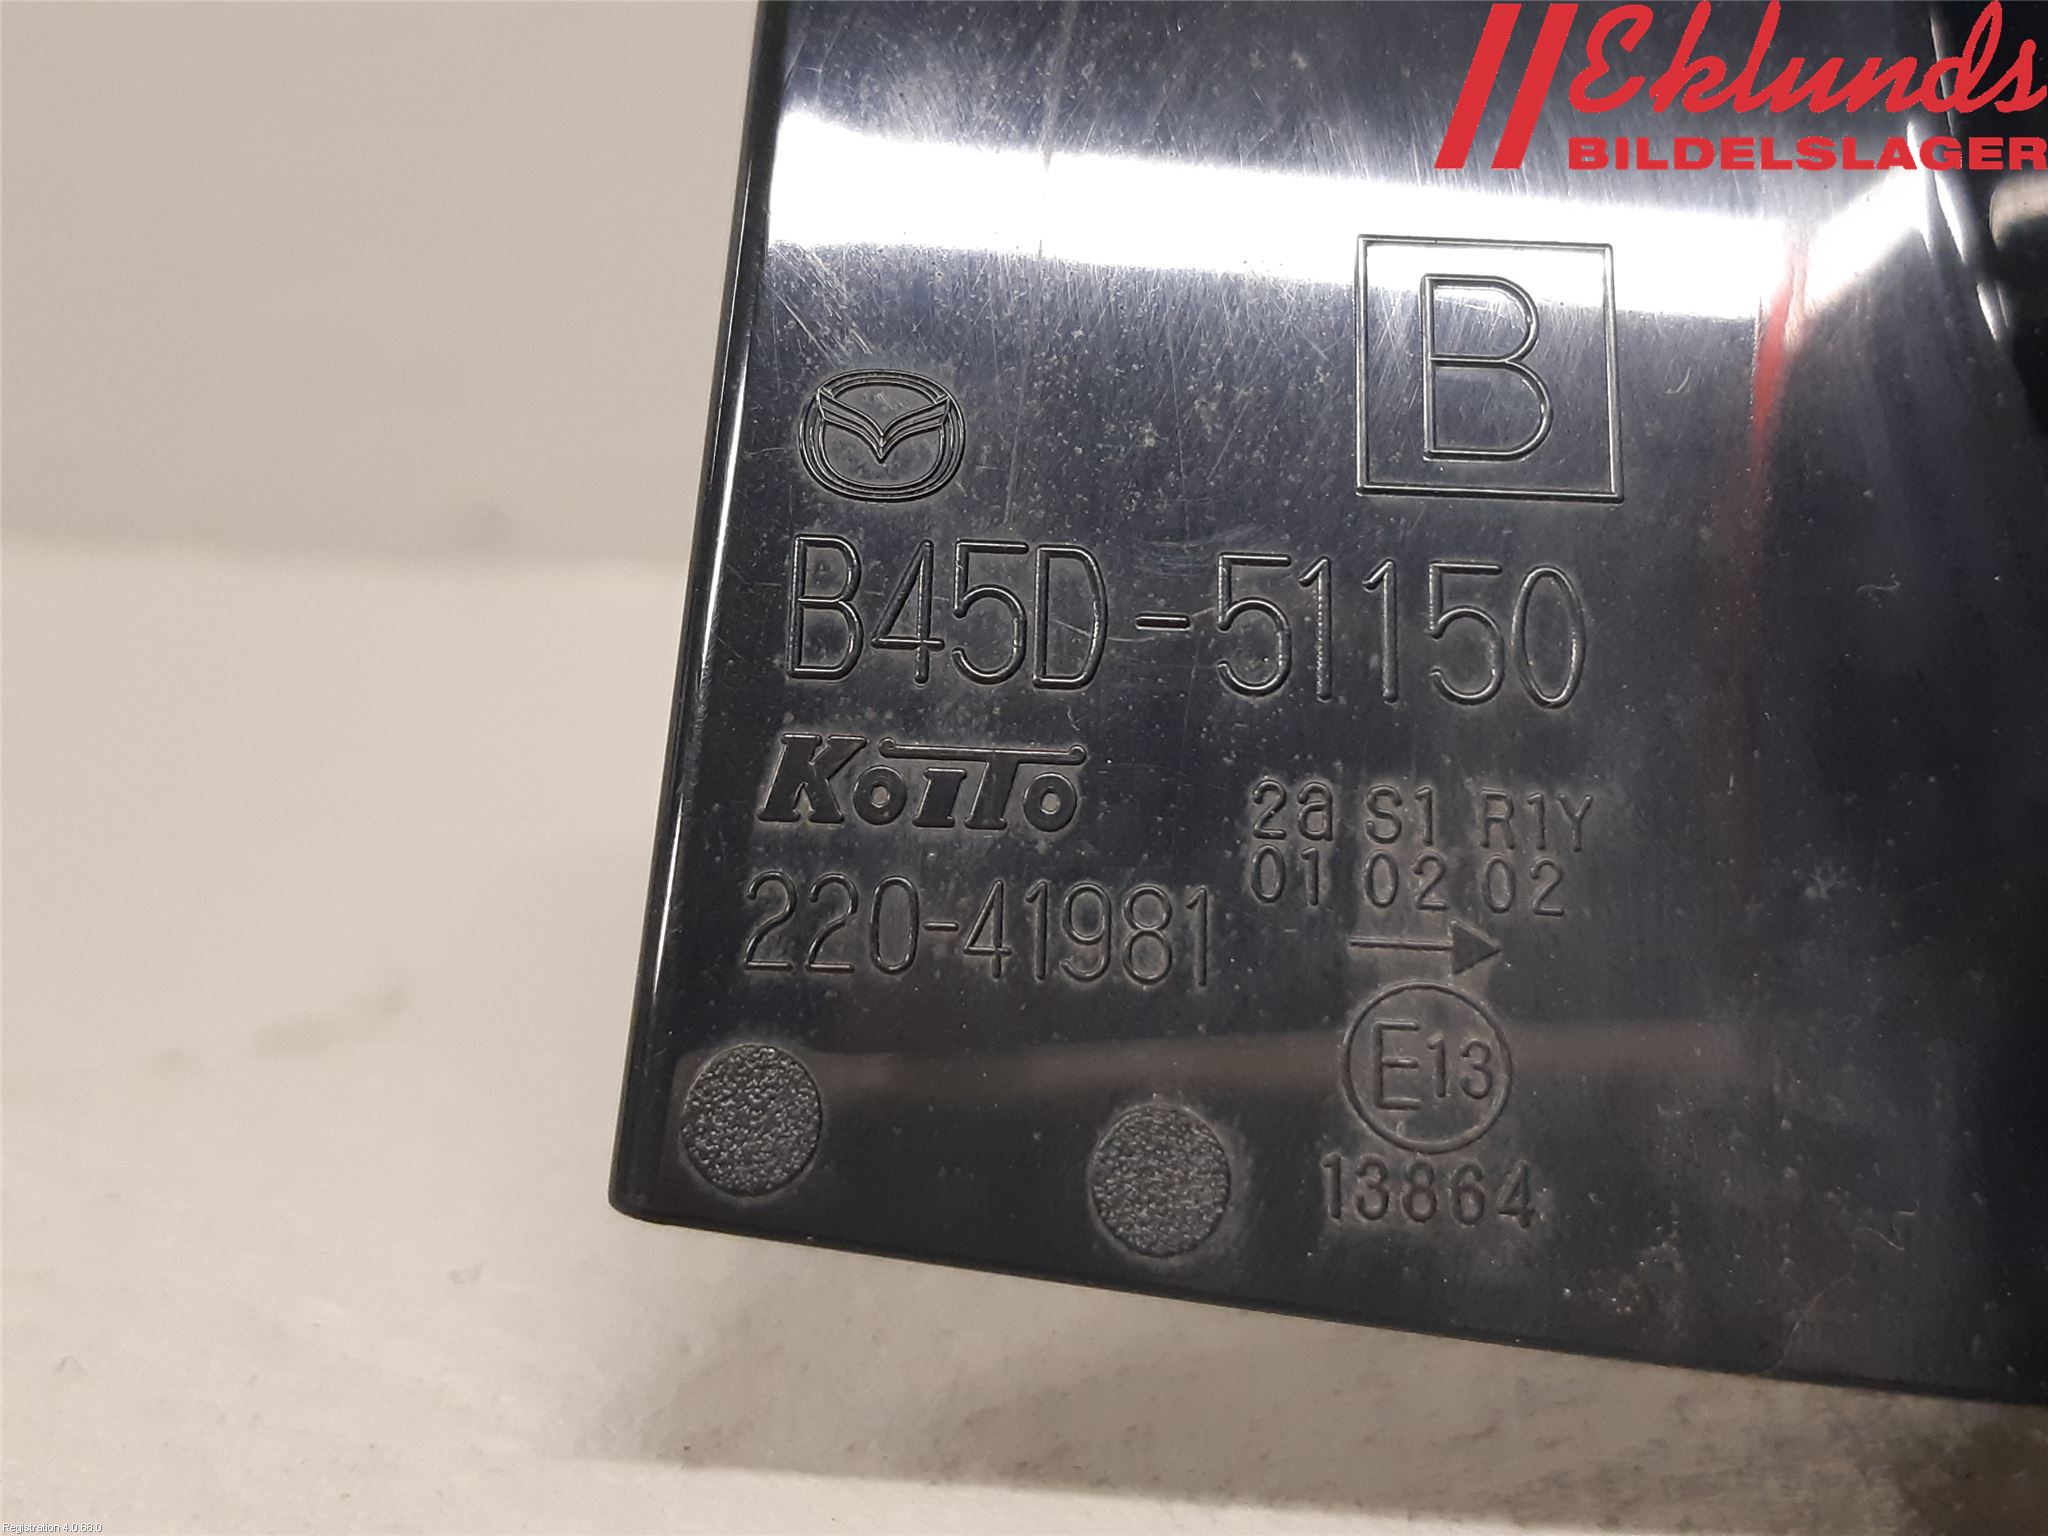 Eklunds
BILDELSLAGER
B
B45D-51150
KOITO
2a S1 R1Y
01 02 02
220-41981
E13
13864
Registration 4.0.68.0